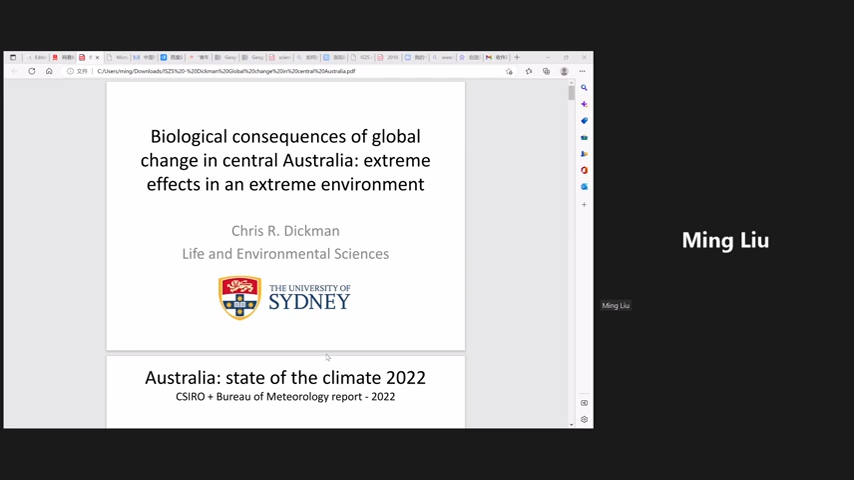 文件
C:/Users/ming/Downloads/ISZS%20-%20Dickman%20Global%20change%20in%20central%20Australia.pdf
Biological consequences of global
change in central Australia: extreme
effects in an extreme environment
Chris R. Dickman
Life and Environmental Sciences
THE UNIVERSITY OF
SYDNEY
Australia: state of the climate 2022
CSIRO + Bureau of Meteorology report - 2022
Ming Liu
Ming Liu